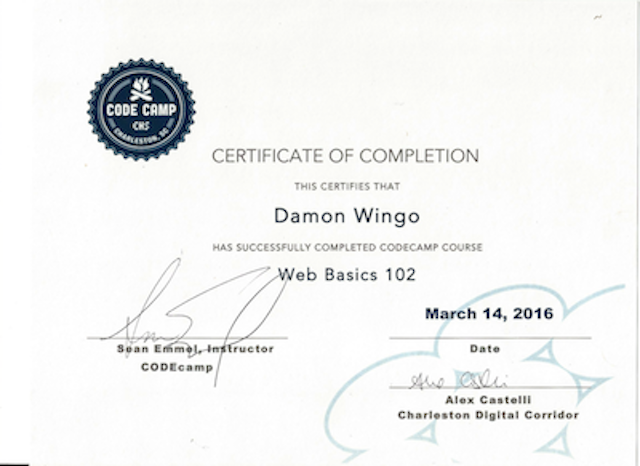 CODE CAMP
CHS
CHARLESTON, SC
CERTIFICATE OF COMPLETION
THIS CERTIFIES THAT
Damon Wingo
HAS SUCCESSFULLY COMPLETED CODECAMP COURSE
Web Basics 102
March 14, 2016
Sean Emmel, Instructor
CODEcamp
Date
Alex Castelli
Charleston Digital Corridor